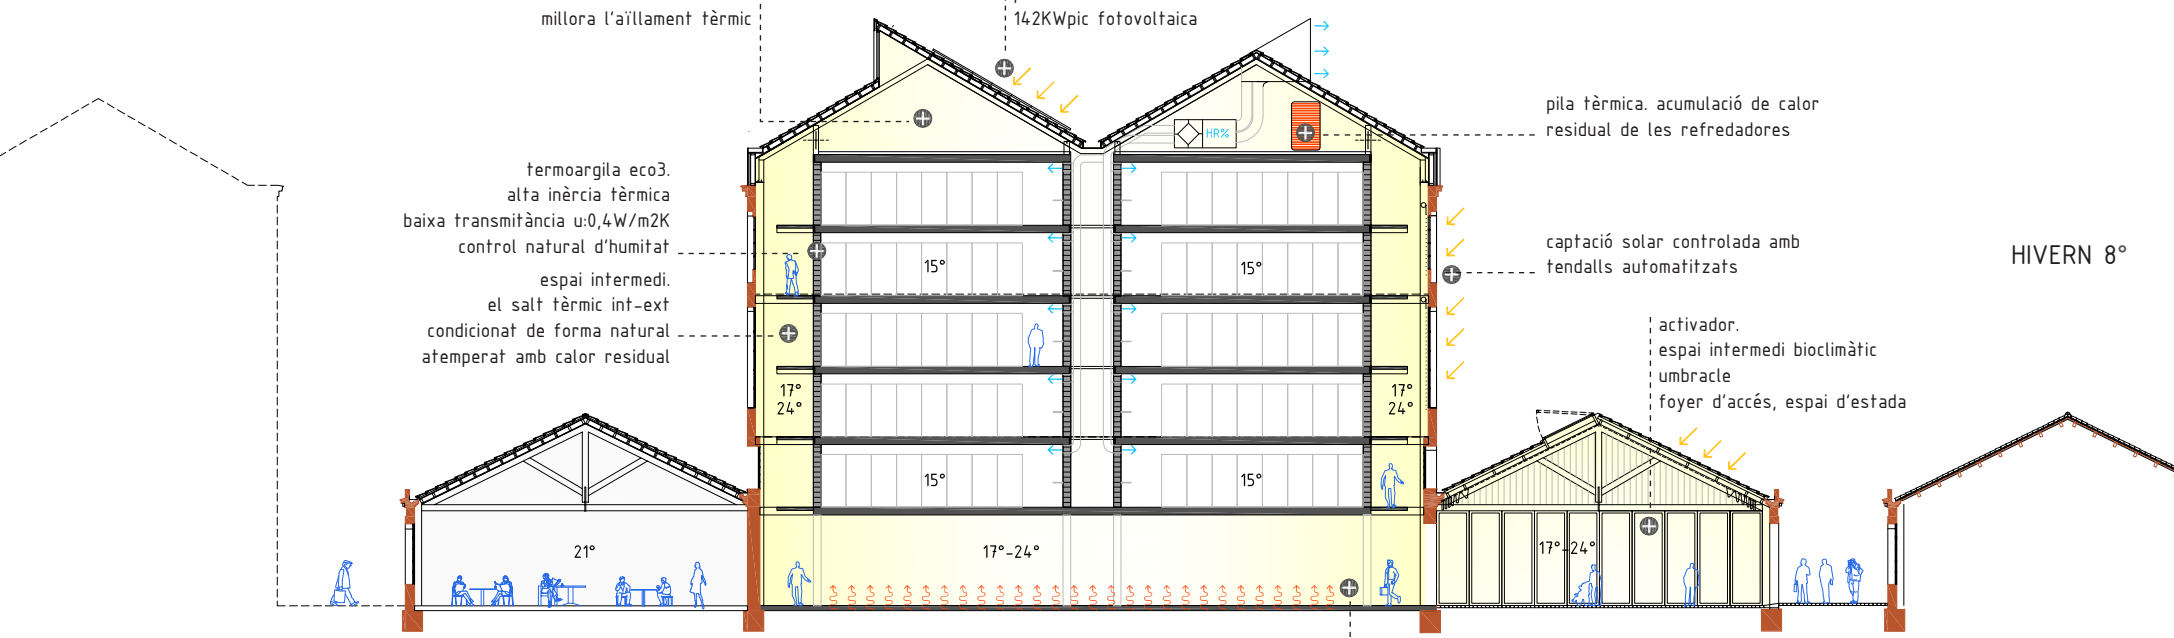 millora l'aïllament tèrmic
142KWpic fotovoltaica
pila tèrmica. acumulació de calor
residual de les refredadores
HR%
termoargila eco3.
alta inèrcia tèrmica
baixa transmitància u:0,4W/m2K
control natural d'humitat
espai intermedi.
el salt tèrmic int-ext
condicionat de forma natural
atemperat amb calor residual
captació solar controlada amb
tendalls automatitzats
HIVERN 8°
15°
15°
activador.
espai intermedi bioclimàtic
umbracle
foyer d'accés, espai d'estada
17°
24°
17°
24°
15°
15°
21°
17°-24°
17°-24°